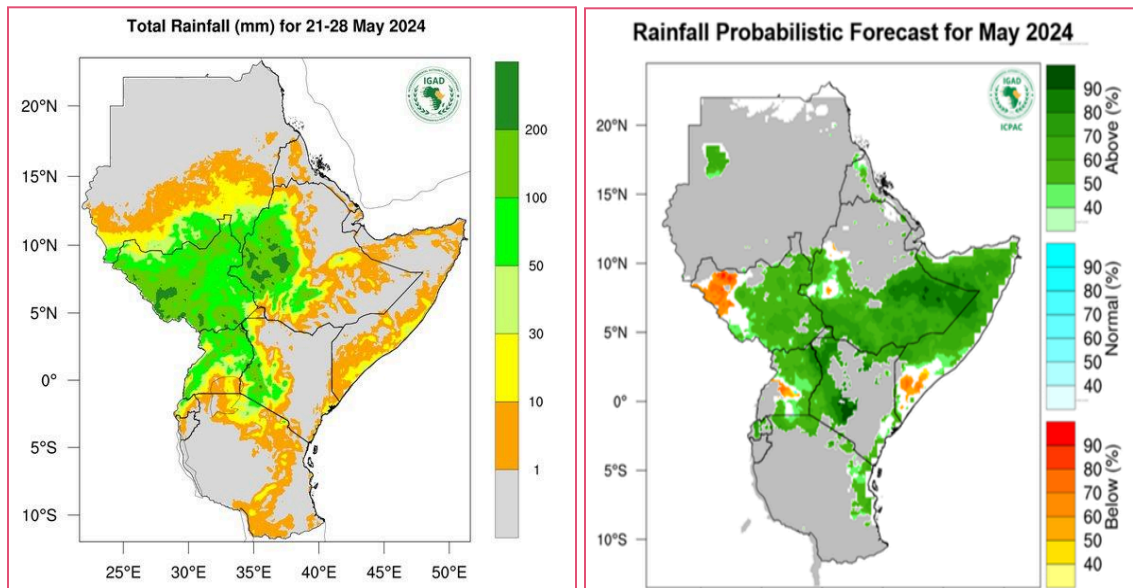 Total Rainfall (mm) for 21-28 May 2024
IGAD
20°N
15°N
10°N
5°N
0°
5°S
10°S
25°E 30°E 35°E 40°E 45°E 50°E
200
100
50
30
10
1
Rainfall Probabilistic Forecast for May 2024
IGAD
ICPAC
20°N
15°N
10°N
5°N
0°
5°S
10°S
90
80
70
60
50
40
Above (%)
90
80
70
60
50
40
Normal (%)
90
80
70
60
50
40
Below (%)